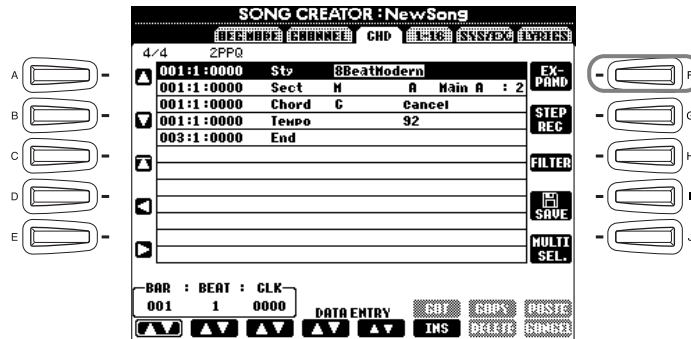 SONG CREATOR : NewSong
REC MODE CHANNEL CHD 1-16 SYS/EX. LYRICS
4/4 2PPQ
001:1:0000 Sty 8BeatModern
001:1:0000 Sect M A Main A : 2
001:1:0000 Chord C Cancel
001:1:0000 Tempo 92
003:1:0000 End
EX-
PAND
STEP
REC
FILTER
SAVE
MULTI
SEL.
A
B
C
D
E
F
G
H
I
J
BAR : BEAT : CLK
001 1 0000
DATA ENTRY
CUT COPY PASTE
INS DELETE CANCEL